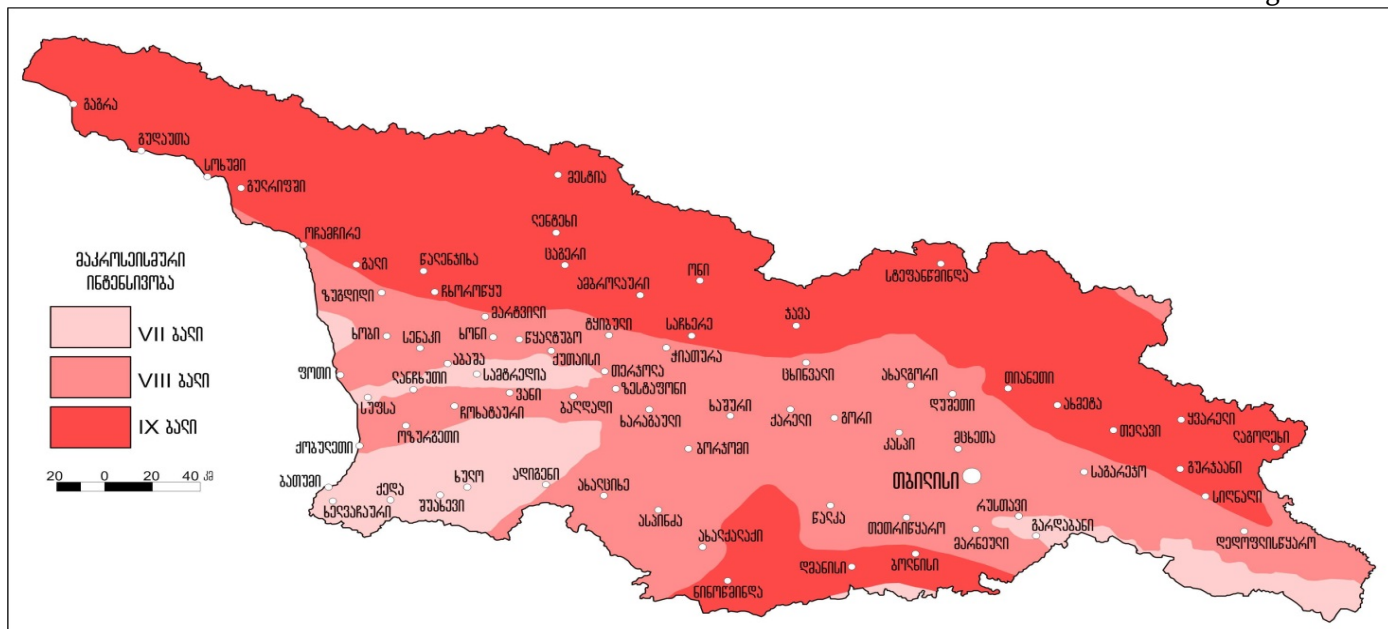 გაგრა
გუდაუთა
სოხუმი
გულრიფში
მესტია
ლენტეხი
ოჩამჩირე
გალი
წალენჯიხა
ცაგერი
ონი
სტეფანწმინდა
ამბროლაური
ზუგდიდი
ჩხოროწყუ
ჯავა
მარტვილი
ტყიბული
საჩხერე
ხობი
სენაკი
ხონი
წყალტუბო
ჭიათურა
აბაშა
ქუთაისი
ცხინვალი
ფოთი
ლანჩხუთი
სამტრედია
თერჯოლა
ახალგორი
თიანეთი
სუფსა
ვანი
ზესტაფონი
დუშეთი
ახმეტა
ჩოხატაური
ბაღდადი
ხარაგაული
ხაშური
ქარელი
გორი
თელავი
ყვარელი
ოზურგეთი
კასპი
მცხეთა
ლაგოდეხი
ქობულეთი
ბორჯომი
საგარეჯო
გურჯაანი
ბათუმი
ქედა
ხულო
ადიგენი
ახალციხე
თბილისი
სიღნაღი
ხელვაჩაური
შუახევი
ასპინძა
წალკა
თეთრიწყარო
რუსთავი
გარდაბანი
მარნეული
დედოფლისწყარო
ახალქალაქი
დმანისი
ბოლნისი
ნინოწმინდა
მაკროსეისმური
ინტენსივობა
VII ბალი
VIII ბალი
IX ბალი
20 0 20 40 კმ